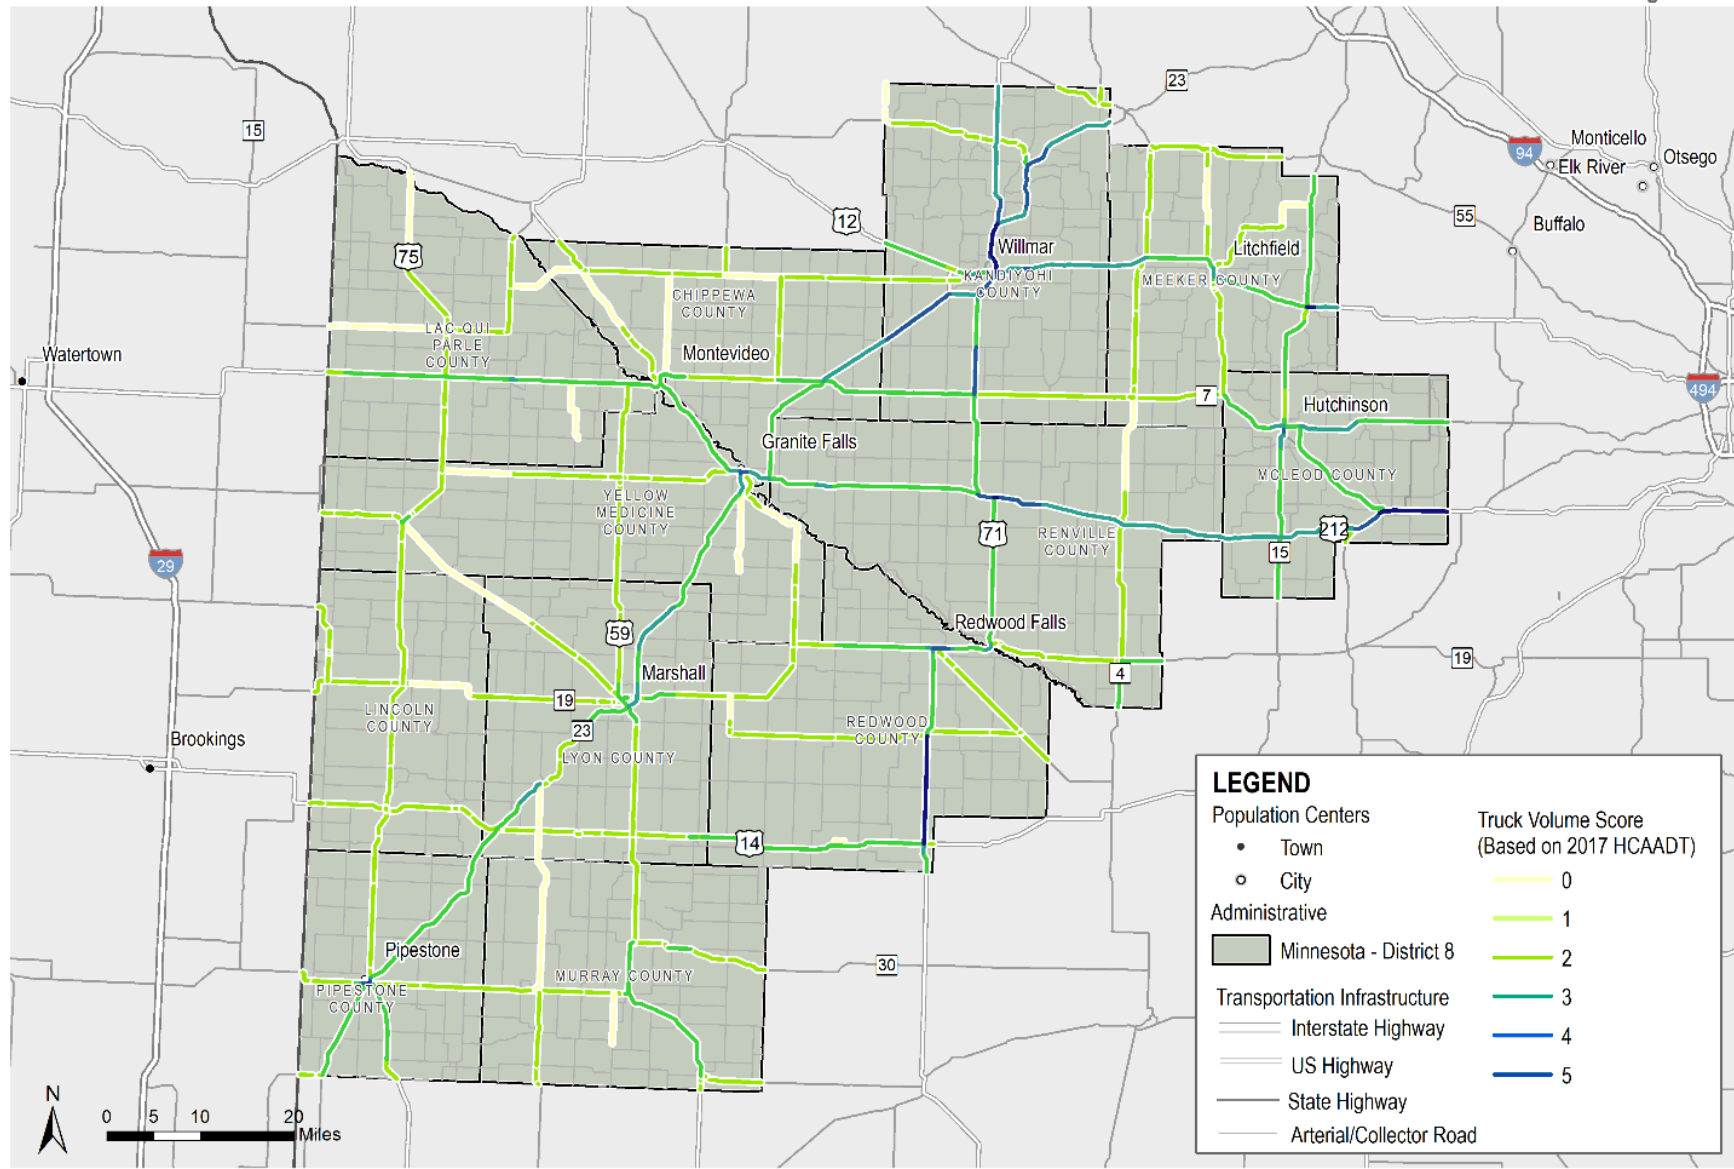 23
15
94
Monticello
Otsego
Elk River
55
12
Buffalo
Willmar
Litchfield
75
KANDIYOHI
COUNTY
MEEKER COUNTY
CHIPPEWA
COUNTY
LAC QUI
PARLE
COUNTY
Watertown
Montevideo
7
494
Hutchinson
Granite Falls
MCLEOD COUNTY
YELLOW
MEDICINE
COUNTY
71
RENVILLE
COUNTY
212
15
29
Redwood Falls
59
19
Marshall
4
19
LINCOLN
COUNTY
23
REDWOOD
COUNTY
Brookings
LYON COUNTY
14
Pipestone
30
MURRAY COUNTY
PIPESTONE
COUNTY
N
0 5 10 20
Miles
LEGEND
Population Centers
Town
City
Administrative
Minnesota - District 8
Transportation Infrastructure
Interstate Highway
US Highway
State Highway
Arterial/Collector Road
Truck Volume Score
(Based on 2017 HCAADT)
0
1
2
3
4
5